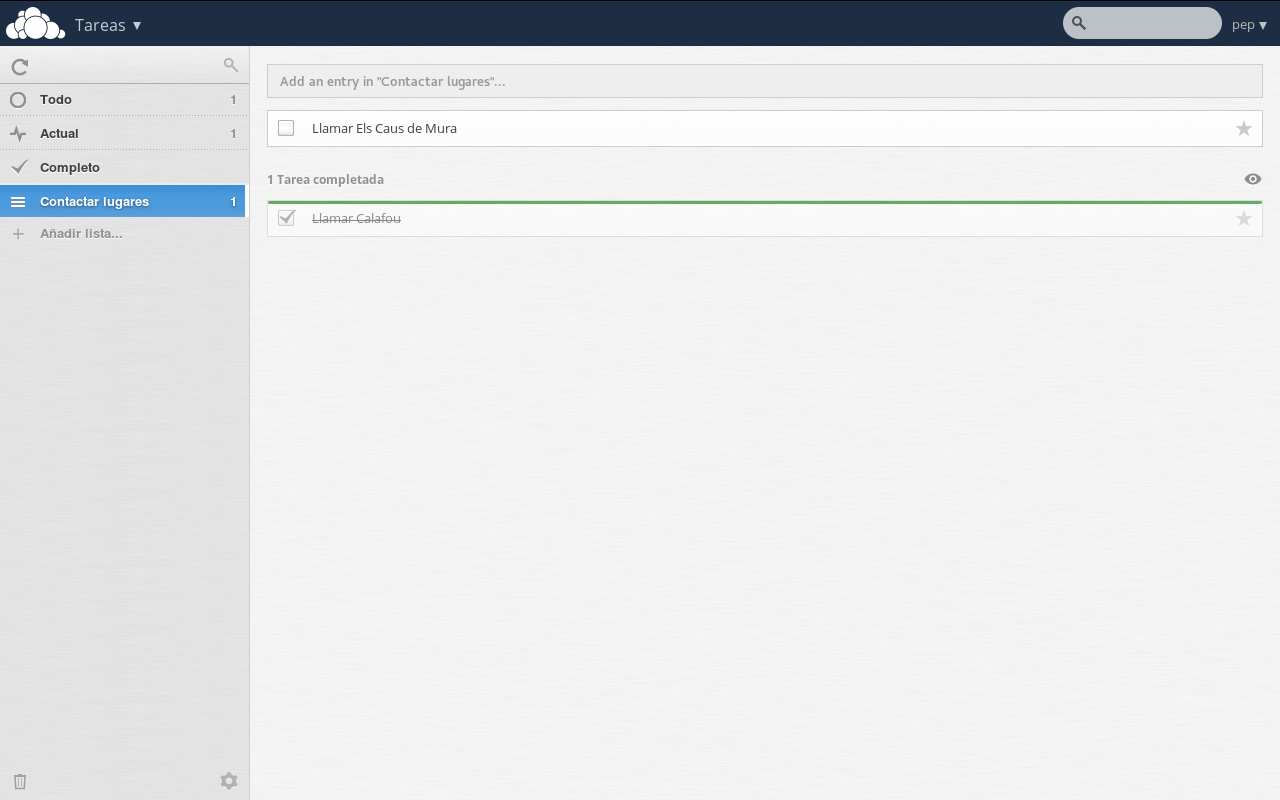 Tareas ▼
pep ▼
Todo 1
Actual 1
Completo
Contactar lugares 1
Añadir lista...
Add an entry in "Contactar lugares"...
Llamar Els Caus de Mura
1 Tarea completada
Llamar Calafou